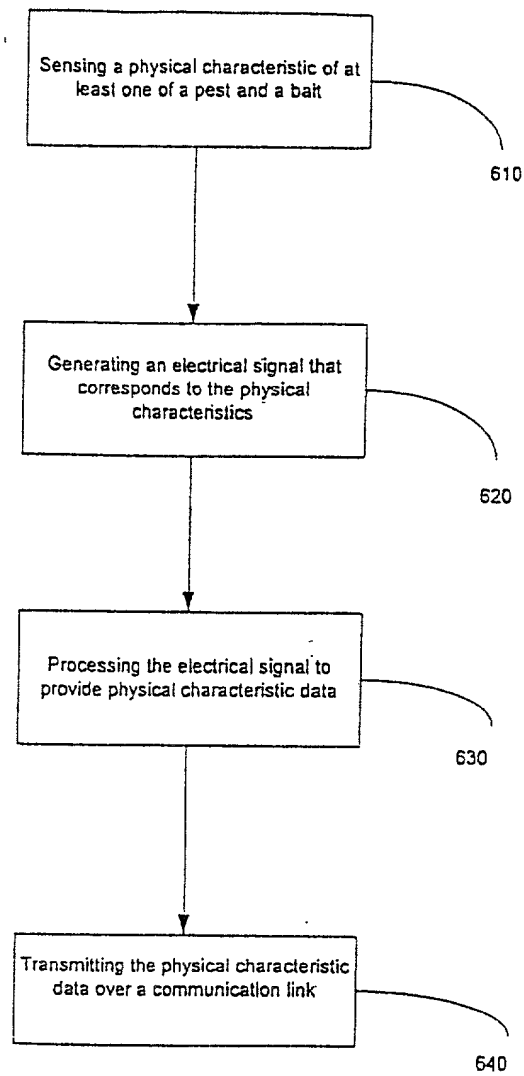 Sensing a physical characteristic of at
least one of a pest and a bait
610
Generating an electrical signal that
corresponds to the physical
characteristics
620
Processing the electrical signal to
provide physical characteristic data
630
Transmitting the physical characteristic
data over a communication link
640